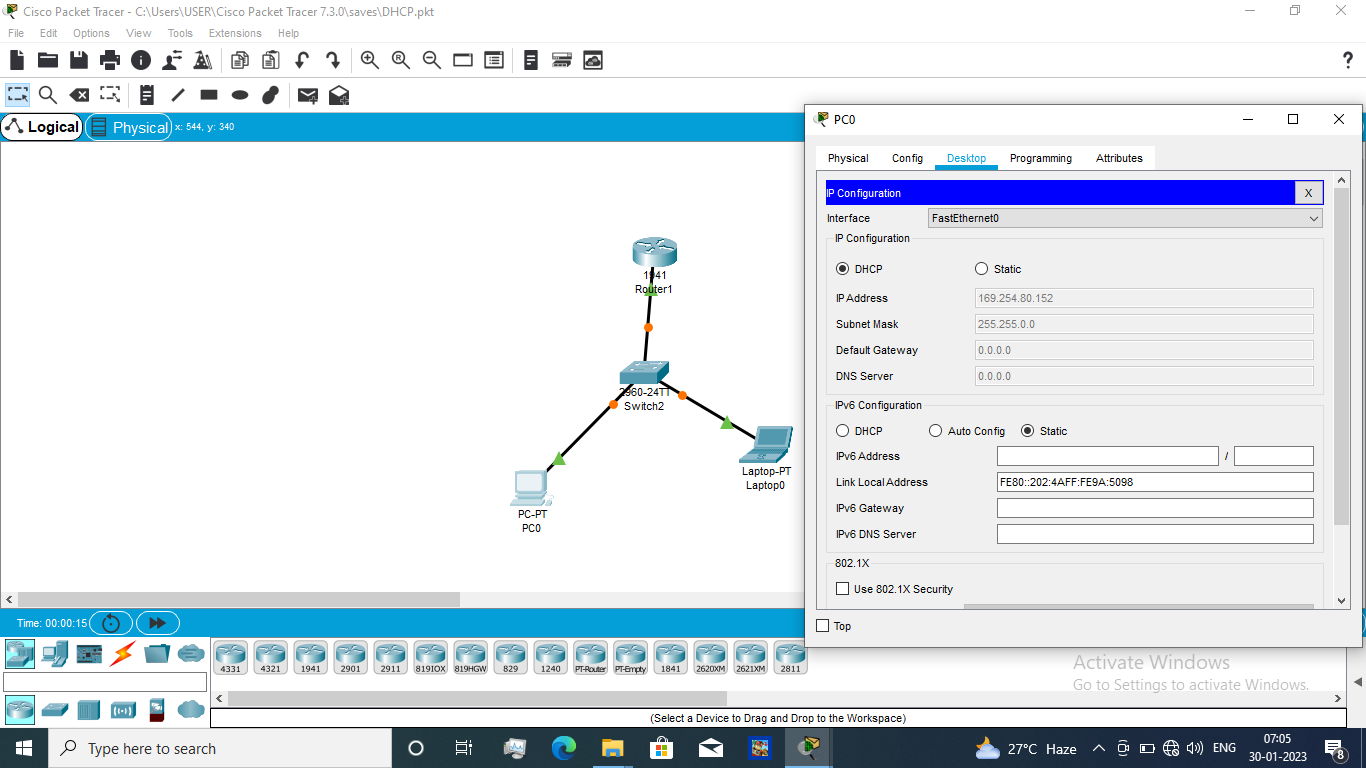 Cisco Packet Tracer - C:\Users\USER\Cisco Packet Tracer 7.3.0\saves\DHCP.pkt
File Edit Options View Tools Extensions Help
Logical
Physical
x: 544, y: 340
1941
Router1
2960-24TT
Switch2
Laptop-PT
Laptop0
PC-PT
PC0
PC0
Physical Config Desktop Programming Attributes
IP Configuration X
Interface FastEthernet0
IP Configuration
DHCP Static
IP Address 169.254.80.152
Subnet Mask 255.255.0.0
Default Gateway 0.0.0.0
DNS Server 0.0.0.0
IPv6 Configuration
DHCP Auto Config Static
IPv6 Address /
Link Local Address FE80::202:4AFF:FE9A:5098
IPv6 Gateway
IPv6 DNS Server
802.1X
Use 802.1X Security
Top
Time: 00:00:15
4331 4321 1941 2901 2911 819IOX 819HGW 829 1240 PT-Router PT-Empty 1841 2620XM 2621XM 2811
(Select a Device to Drag and Drop to the Workspace)
Activate Windows
Go to Settings to activate Windows.
Type here to search
27°C Haze
ENG
07:05
30-01-2023
8